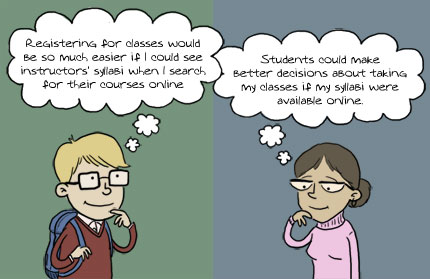 Registering for classes would
be so much easier if I could see
instructors' syllabi when I search
for their courses online
Students could make
better decisions about taking
my classes if my syllabi were
available online.